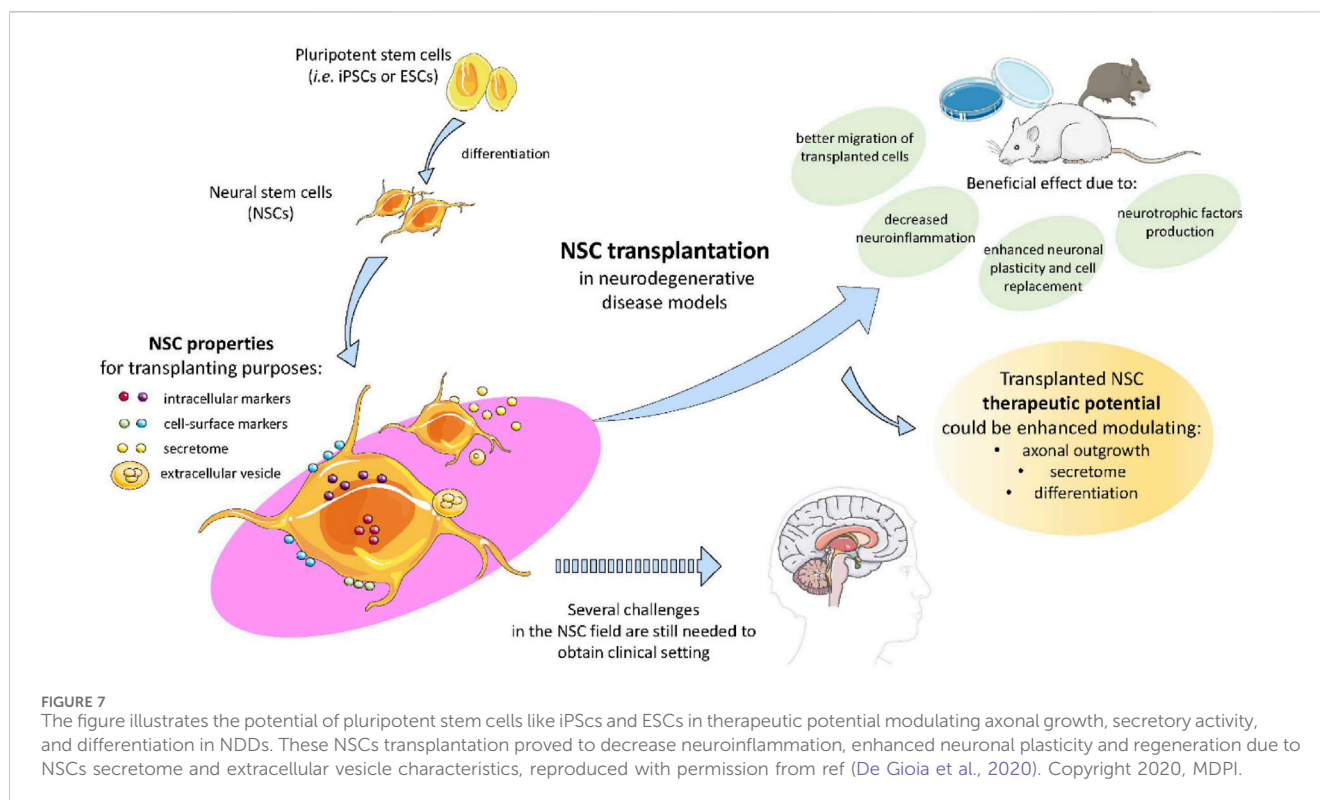 Pluripotent stem cells
(i.e. iPSCs or ESCs)
differentiation
Neural stem cells
(NSCs)
NSC properties
for transplanting purposes:
intracellular markers
cell-surface markers
secretome
extracellular vesicle
NSC transplantation
in neurodegenerative
disease models
better migration of
transplanted cells
Beneficial effect due to:
decreased
neuroinflammation
enhanced neuronal
plasticity and cell
replacement
neurotrophic factors
production
Transplanted NSC
therapeutic potential
could be enhanced modulating:
• axonal outgrowth
• secretome
• differentiation
Several challenges
in the NSC field are still needed to
obtain clinical setting
FIGURE 7
The figure illustrates the potential of pluripotent stem cells like iPScs and ESCs in therapeutic potential modulating axonal growth, secretory activity,
and differentiation in NDDs. These NSCs transplantation proved to decrease neuroinflammation, enhanced neuronal plasticity and regeneration due to
NSCs secretome and extracellular vesicle characteristics, reproduced with permission from ref (De Gioia et al., 2020). Copyright 2020, MDPI.